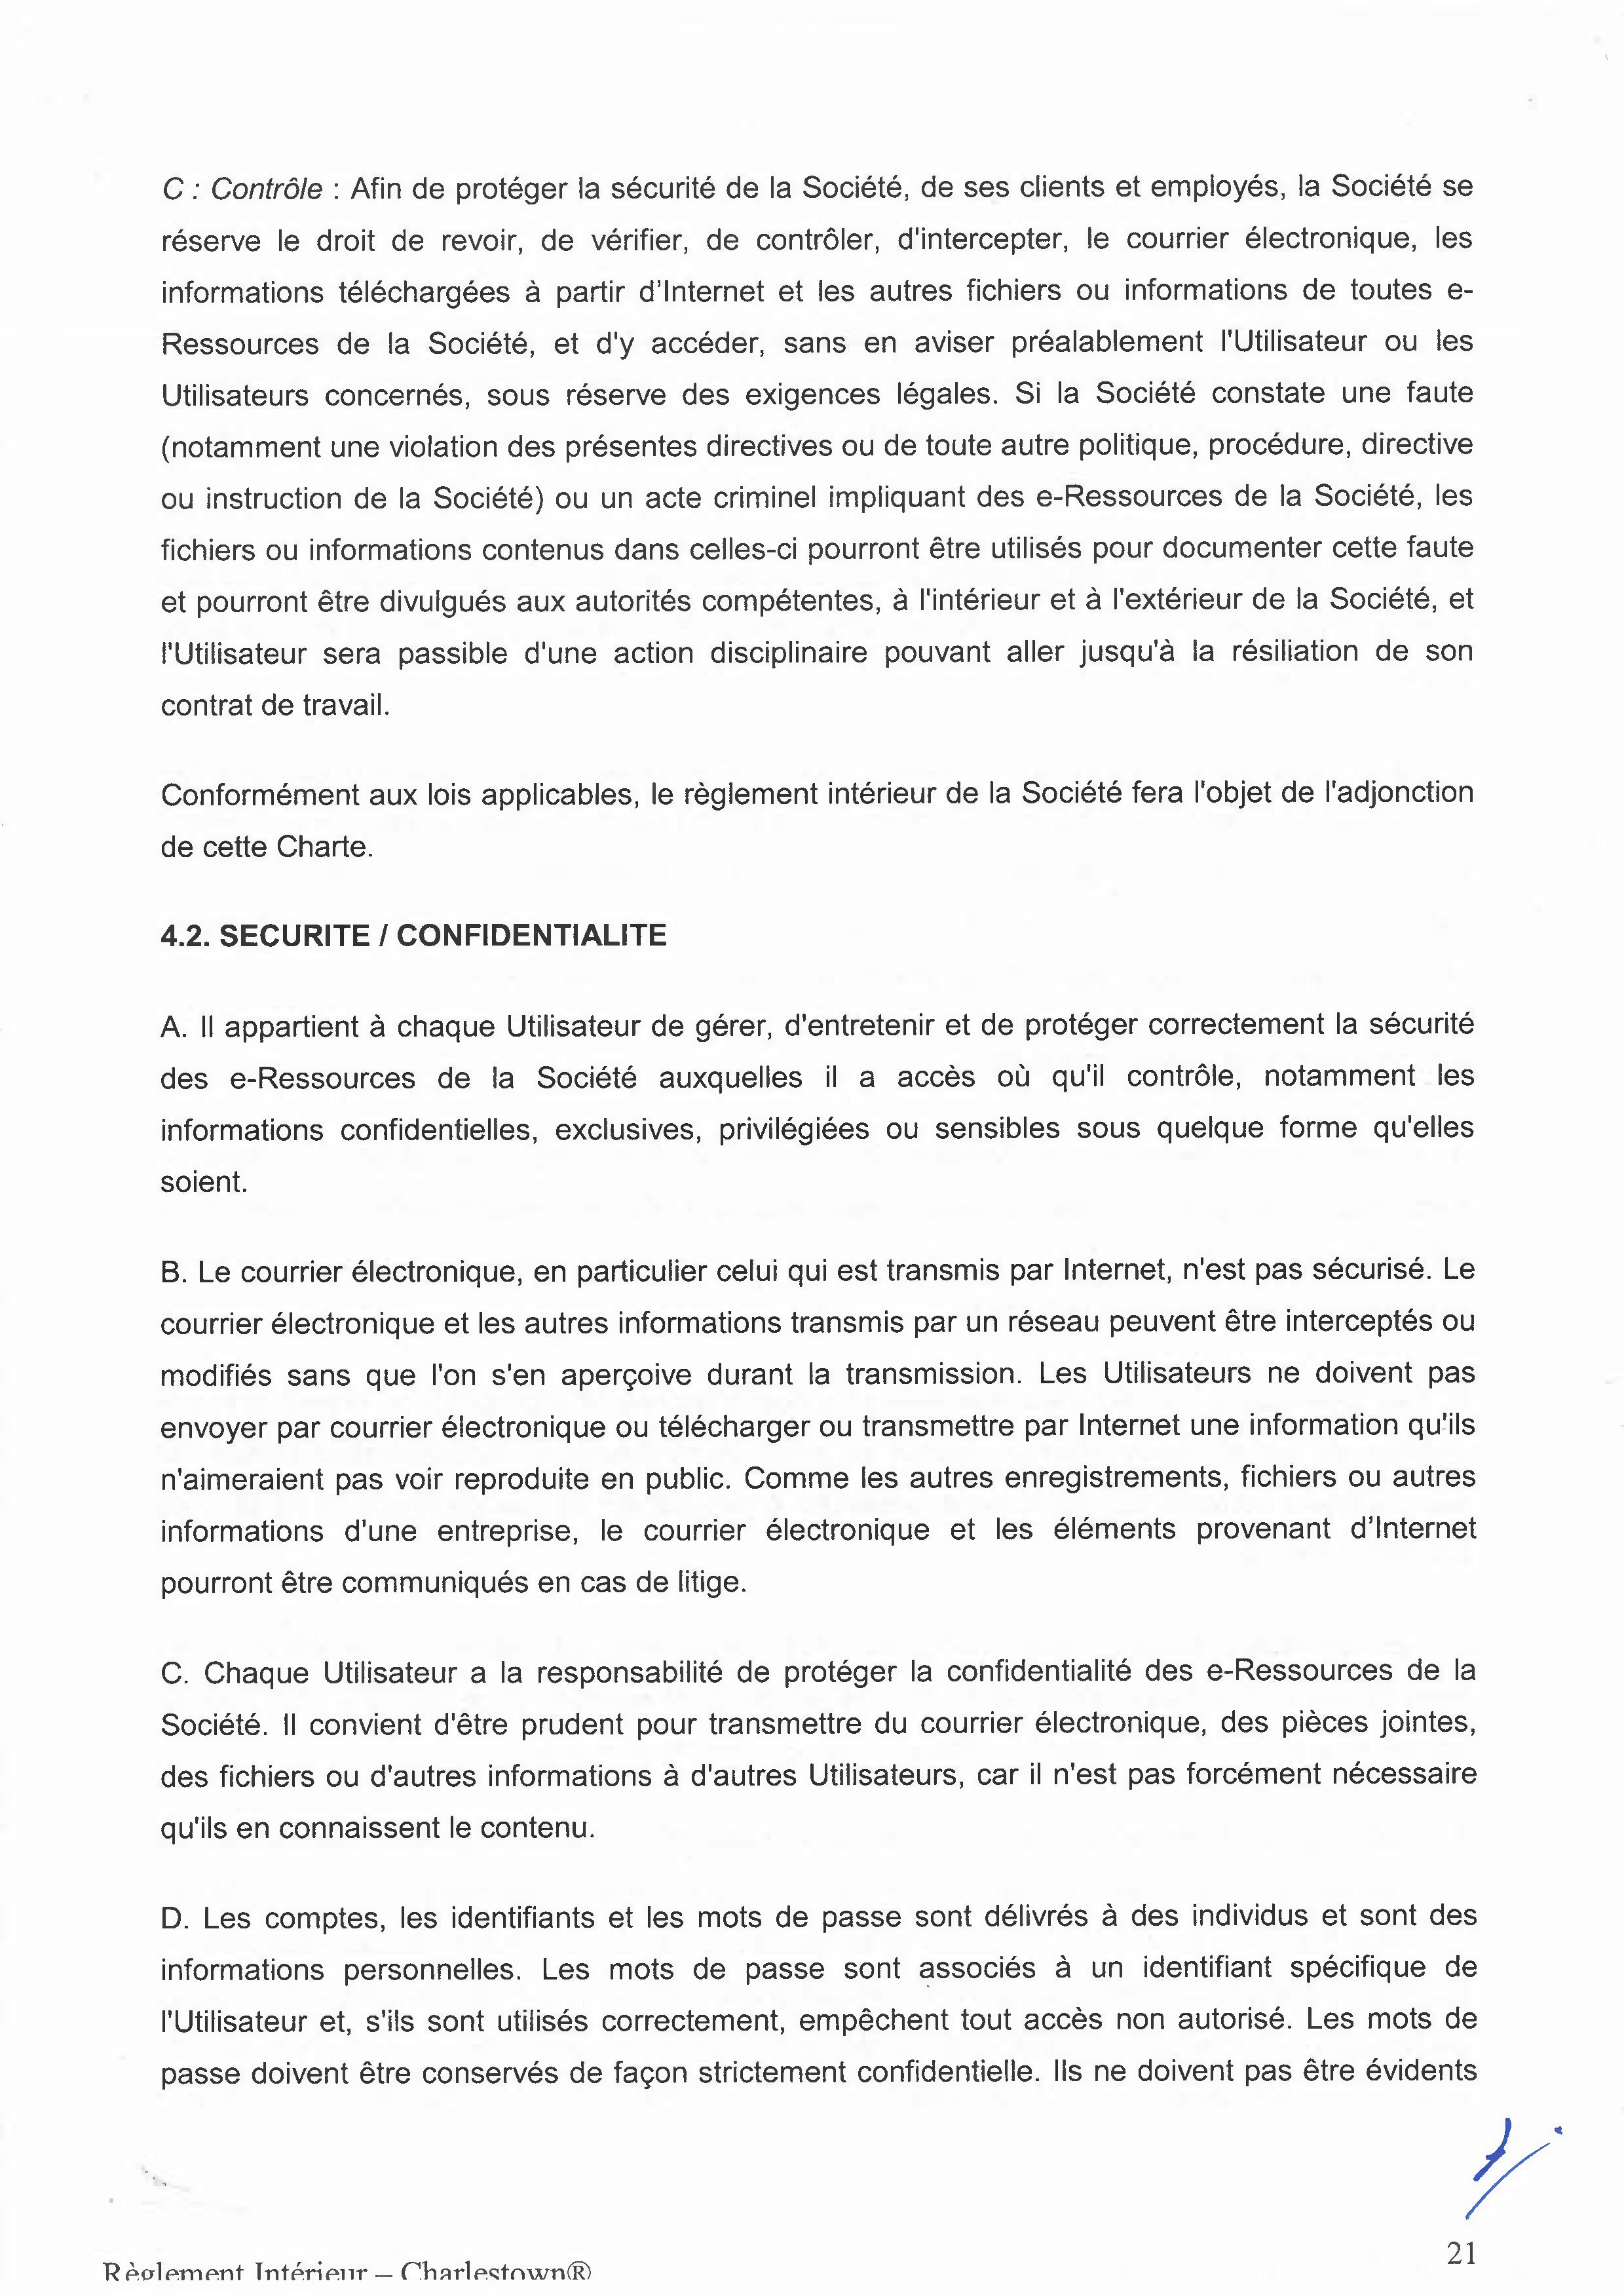 C : Contrôle : Afin de protéger la sécurité de la Société, de ses clients et employés, la Société se
réserve le droit de revoir, de vérifier, de contrôler, d'intercepter, le courrier électronique, les
informations téléchargées à partir d’Internet et les autres fichiers ou informations de toutes e-
Ressources de la Société, et d'y accéder, sans en aviser préalablement l'Utilisateur ou les
Utilisateurs concernés, sous réserve des exigences légales. Si la Société constate une faute
(notamment une violation des présentes directives ou de toute autre politique, procédure, directive
ou instruction de la Société) ou un acte criminel impliquant des e-Ressources de la Société, les
fichiers ou informations contenus dans celles-ci pourront être utilisés pour documenter cette faute
et pourront être divulgués aux autorités compétentes, à l'intérieur et à l'extérieur de la Société, et
l'Utilisateur sera passible d'une action disciplinaire pouvant aller jusqu'à la résiliation de son
contrat de travail.
Conformément aux lois applicables, le règlement intérieur de la Société fera l'objet de l'adjonction
de cette Charte.
4.2. SECURITE / CONFIDENTIALITE
A. Il appartient à chaque Utilisateur de gérer, d'entretenir et de protéger correctement la sécurité
des e-Ressources de la Société auxquelles il a accès où qu'il contrôle, notamment les
informations confidentielles, exclusives, privilégiées ou sensibles sous quelque forme qu'elles
soient.
B. Le courrier électronique, en particulier celui qui est transmis par Internet, n'est pas sécurisé. Le
courrier électronique et les autres informations transmis par un réseau peuvent être interceptés ou
modifiés sans que l'on s'en aperçoive durant la transmission. Les Utilisateurs ne doivent pas
envoyer par courrier électronique ou télécharger ou transmettre par Internet une information qu'ils
n'aimeraient pas voir reproduite en public. Comme les autres enregistrements, fichiers ou autres
informations d'une entreprise, le courrier électronique et les éléments provenant d’Internet
pourront être communiqués en cas de litige.
C. Chaque Utilisateur a la responsabilité de protéger la confidentialité des e-Ressources de la
Société. Il convient d'être prudent pour transmettre du courrier électronique, des pièces jointes,
des fichiers ou d'autres informations à d'autres Utilisateurs, car il n'est pas forcément nécessaire
qu'ils en connaissent le contenu.
D. Les comptes, les identifiants et les mots de passe sont délivrés à des individus et sont des
informations personnelles. Les mots de passe sont associés à un identifiant spécifique de
l'Utilisateur et, s'ils sont utilisés correctement, empêchent tout accès non autorisé. Les mots de
passe doivent être conservés de façon strictement confidentielle. Ils ne doivent pas être évidents
21
Règlement Intérieur – Charlestown®